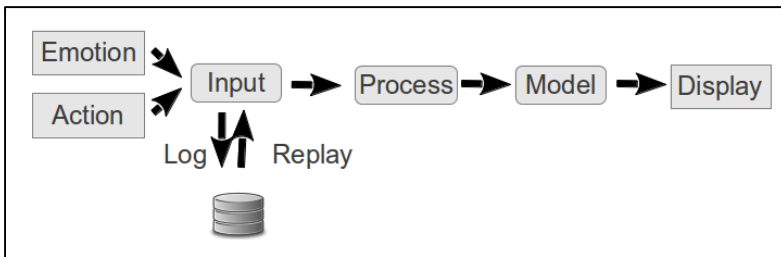 Emotion
Action
Input
Process
Model
Display
Log
Replay